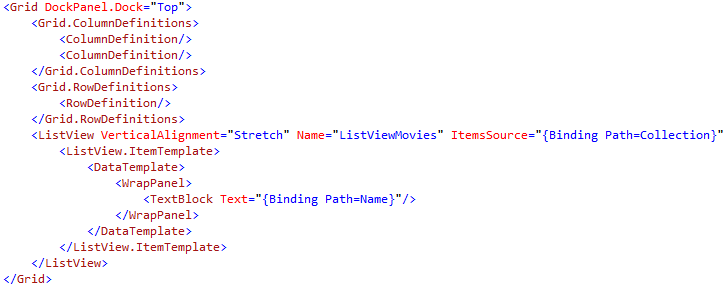 <Grid DockPanel.Dock="Top">
    <Grid.ColumnDefinitions>
        <ColumnDefinition/>
        <ColumnDefinition/>
    </Grid.ColumnDefinitions>
    <Grid.RowDefinitions>
        <RowDefinition/>
    </Grid.RowDefinitions>
    <ListView VerticalAlignment="Stretch" Name="ListViewMovies" ItemsSource="{Binding Path=Collection}"
        <ListView.ItemTemplate>
            <DataTemplate>
                <WrapPanel>
                    <TextBlock Text="{Binding Path=Name}"/>
                </WrapPanel>
            </DataTemplate>
        </ListView.ItemTemplate>
    </ListView>
</Grid>